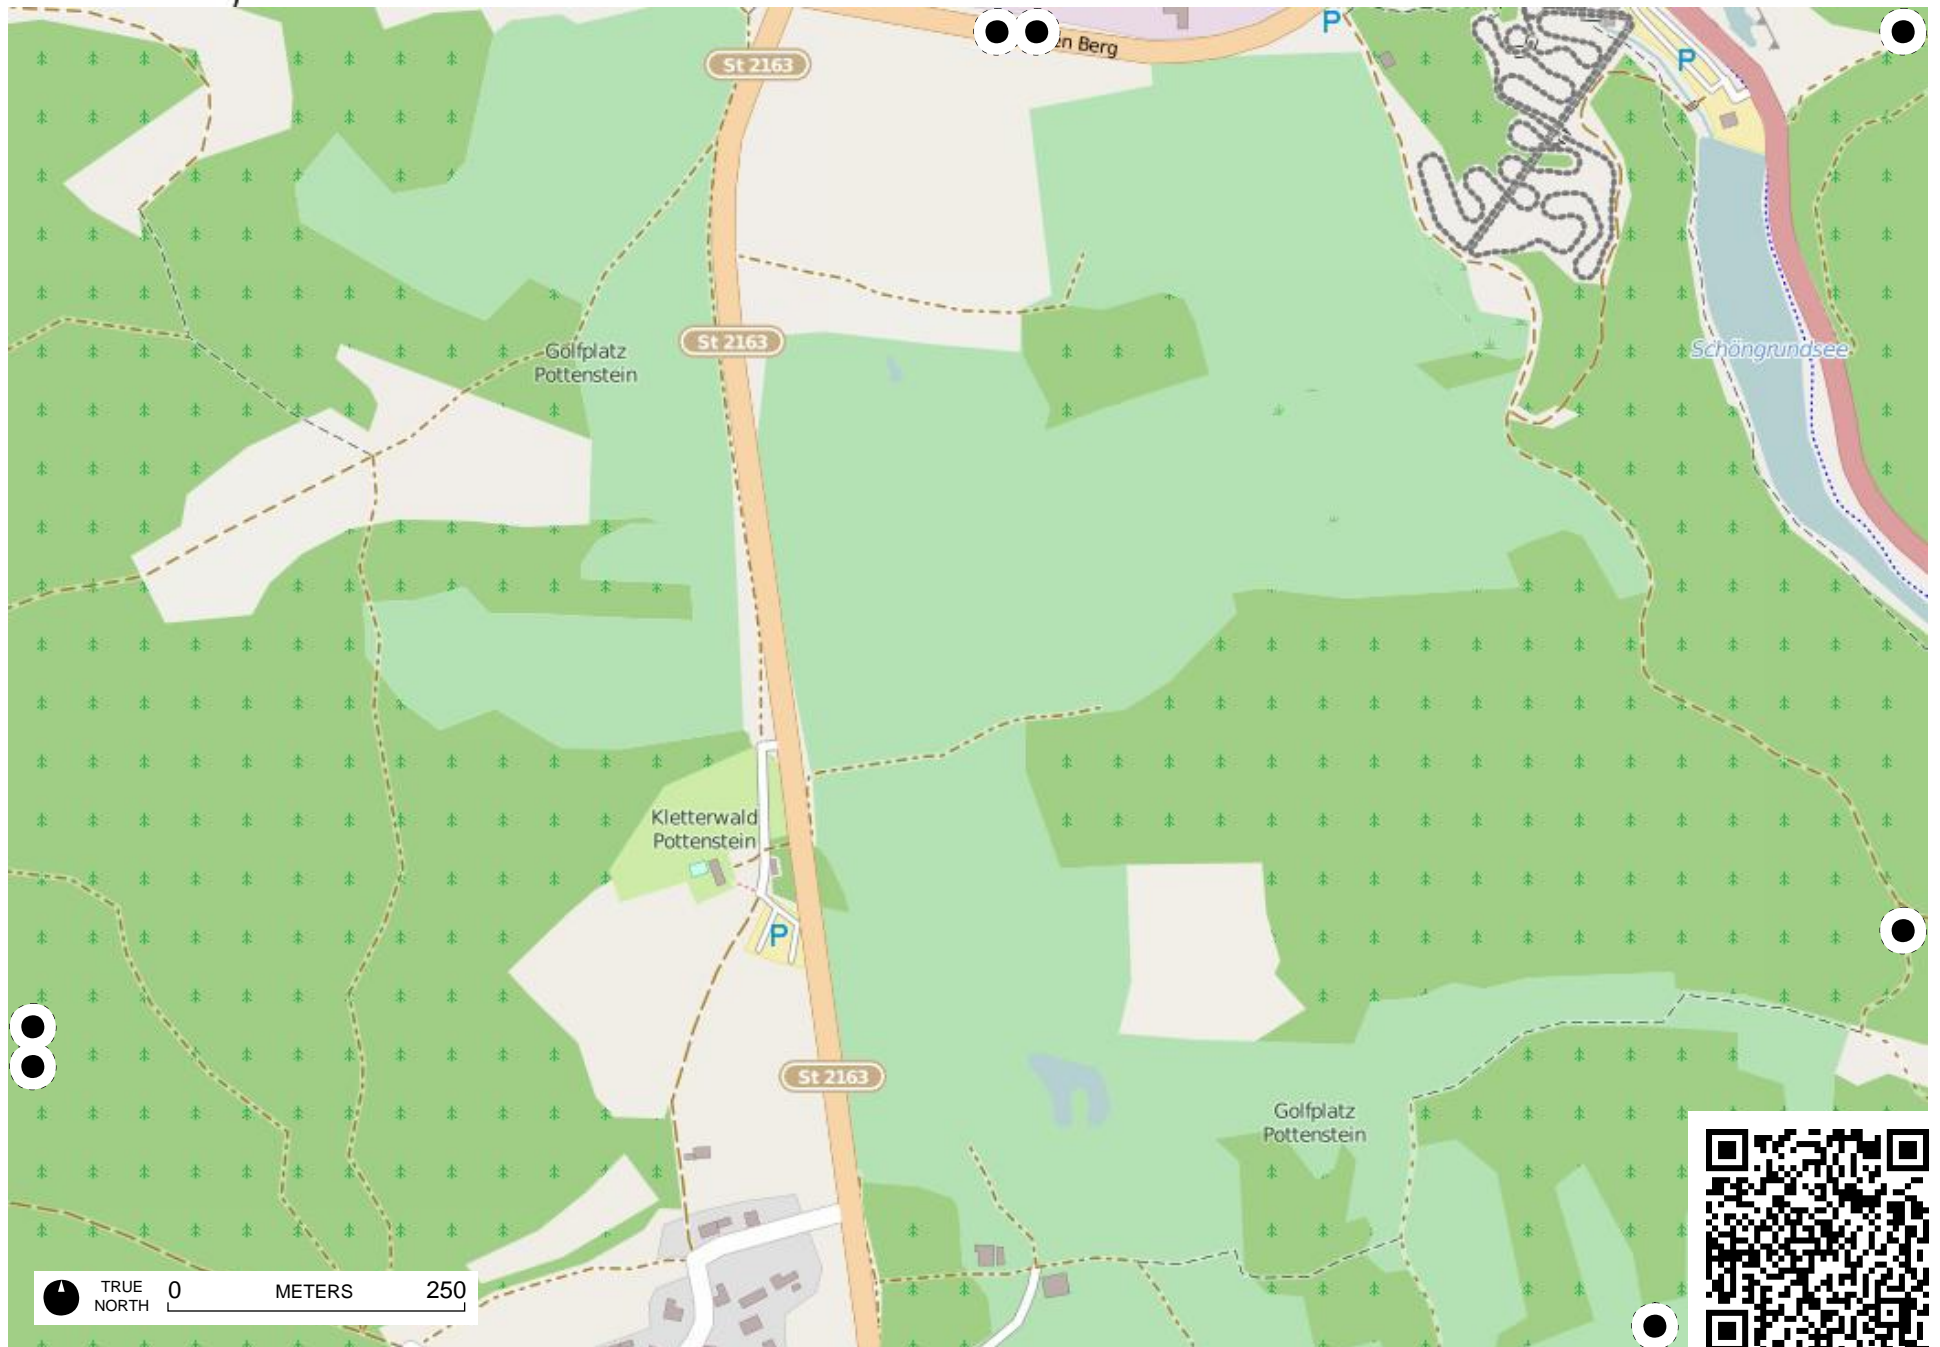 en Berg
P
St 2163
P
St 2163
Golfplatz
Pottenstein
Schöngrundsee
Kletterwald
Pottenstein
P
St 2163
Golfplatz
Pottenstein
TRUE
NORTH
0 METERS 250